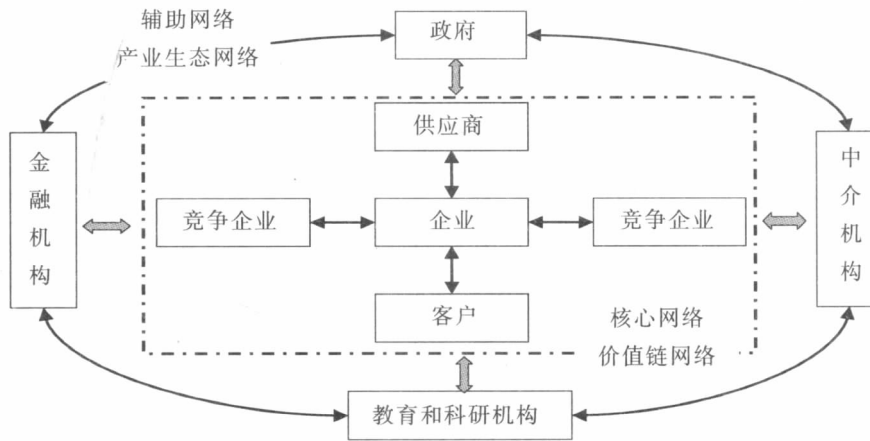 辅助网络
产业生态网络
政府
供应商
金融机构
竞争企业
企业
竞争企业
中介机构
客户
核心网络
价值链网络
教育和科研机构